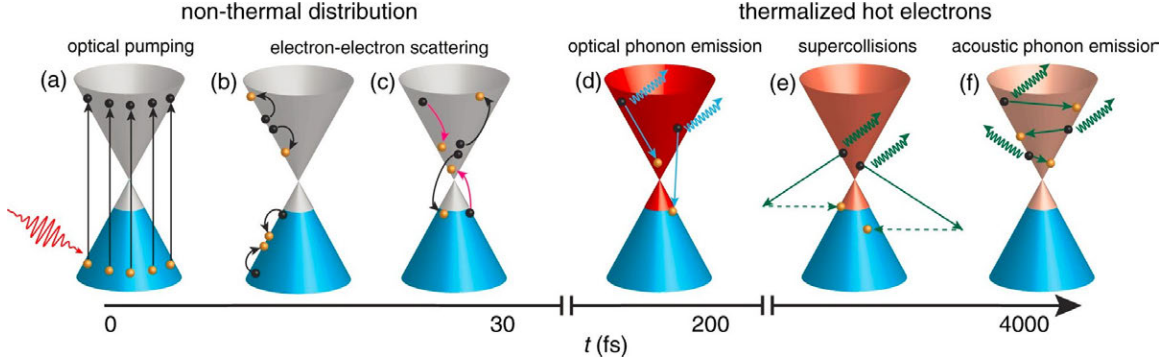 non-thermal distribution
thermalized hot electrons
optical pumping
electron-electron scattering
optical phonon emission
supercollisions
acoustic phonon emission
(a)
(b)
(c)
(d)
(e)
(f)
0
30
200
4000
t (fs)